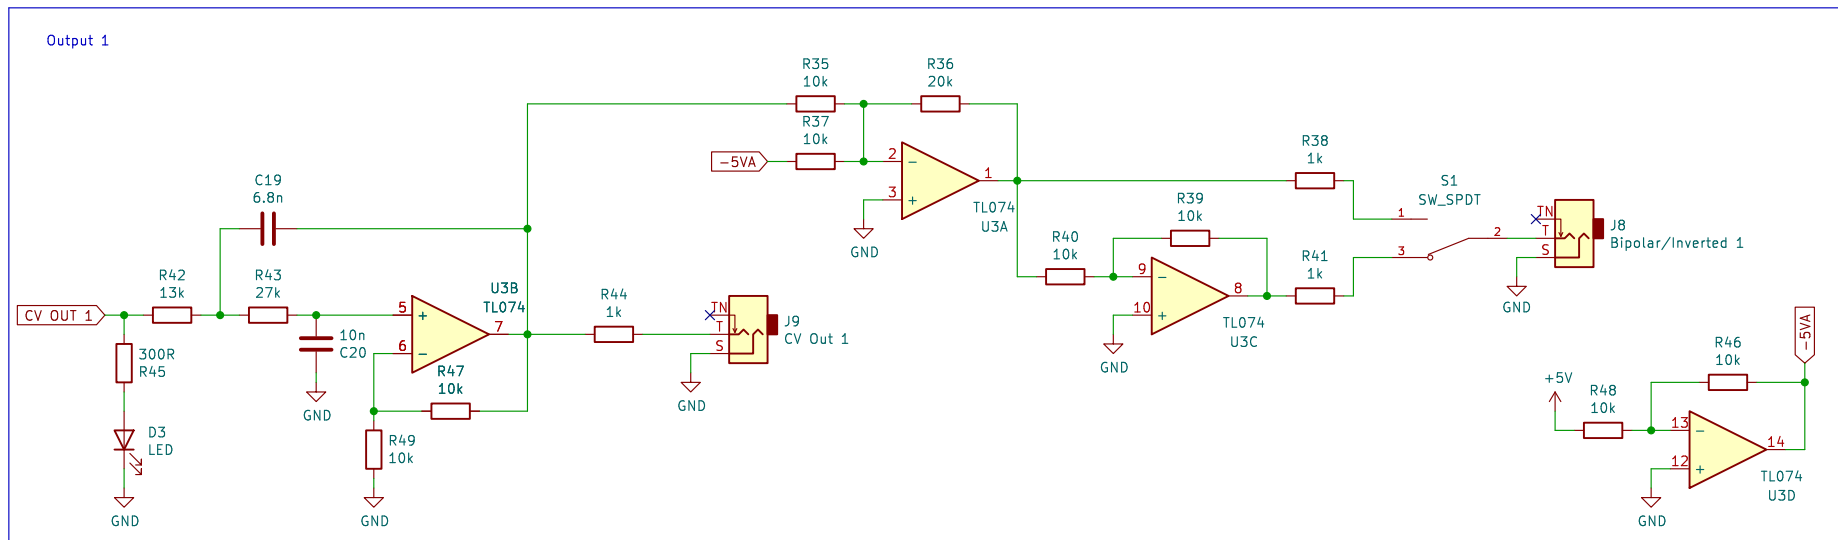 Output 1
R35
10k
R36
20k
R37
10k
-5VA
2
3
1
−
+
TL074
U3A
GND
C19
6.8n
R42
13k
R43
27k
CV OUT 1
300R
R45
D3
LED
GND
10n
C20
GND
5
6
7
+
−
U3B
TL074
R47
10k
R49
10k
GND
R44
1k
TN
T
S
J9
CV Out 1
GND
R38
1k
R39
10k
R40
10k
9
10
8
−
+
TL074
U3C
GND
R41
1k
S1
SW_SPDT
1
2
3
TN
T
S
J8
Bipolar/Inverted 1
GND
-5VA
R46
10k
+5V
R48
10k
13
12
14
−
+
TL074
U3D
GND